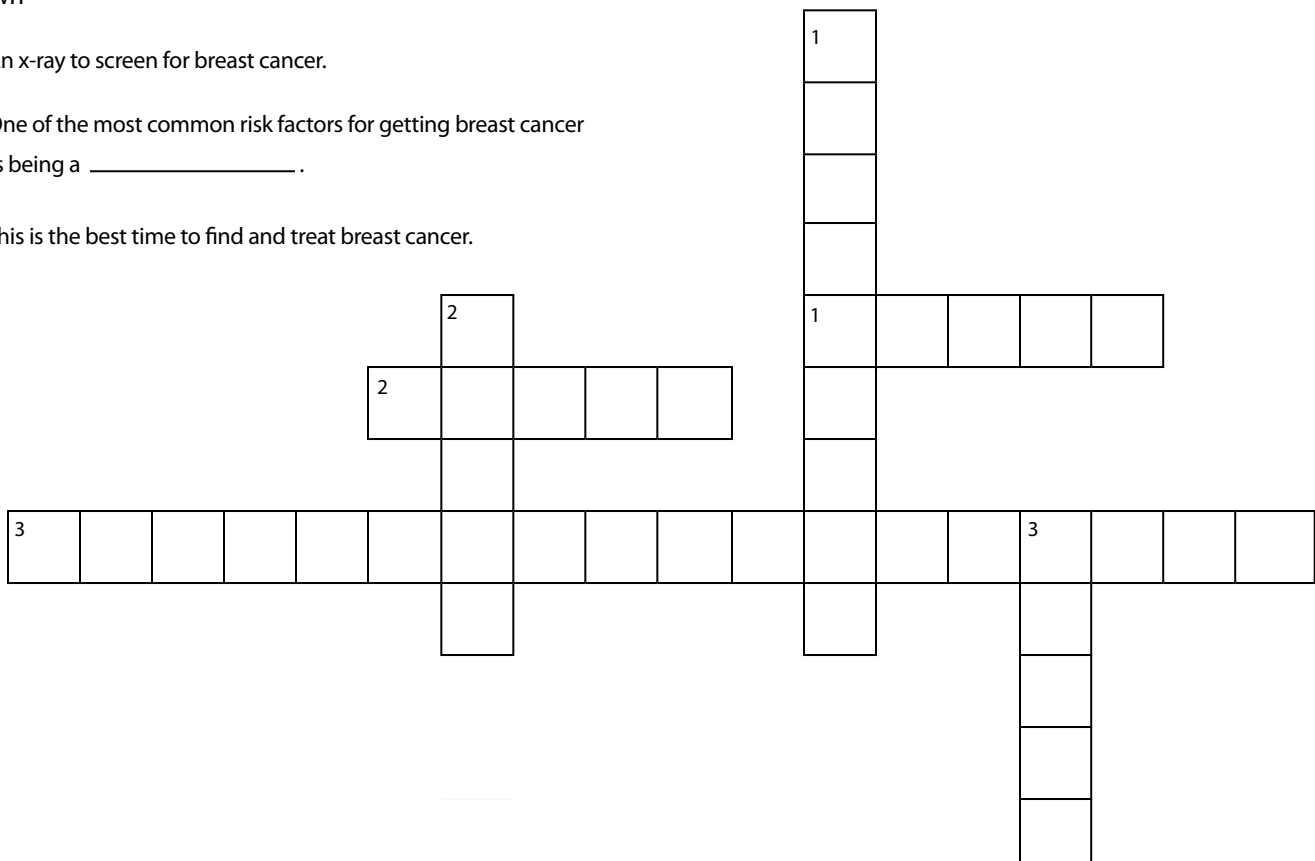 n x-ray to screen for breast cancer.
ne of the most common risk factors for getting breast cancer
s being a ________________ .
his is the best time to find and treat breast cancer.
1
2
1
2
3
3